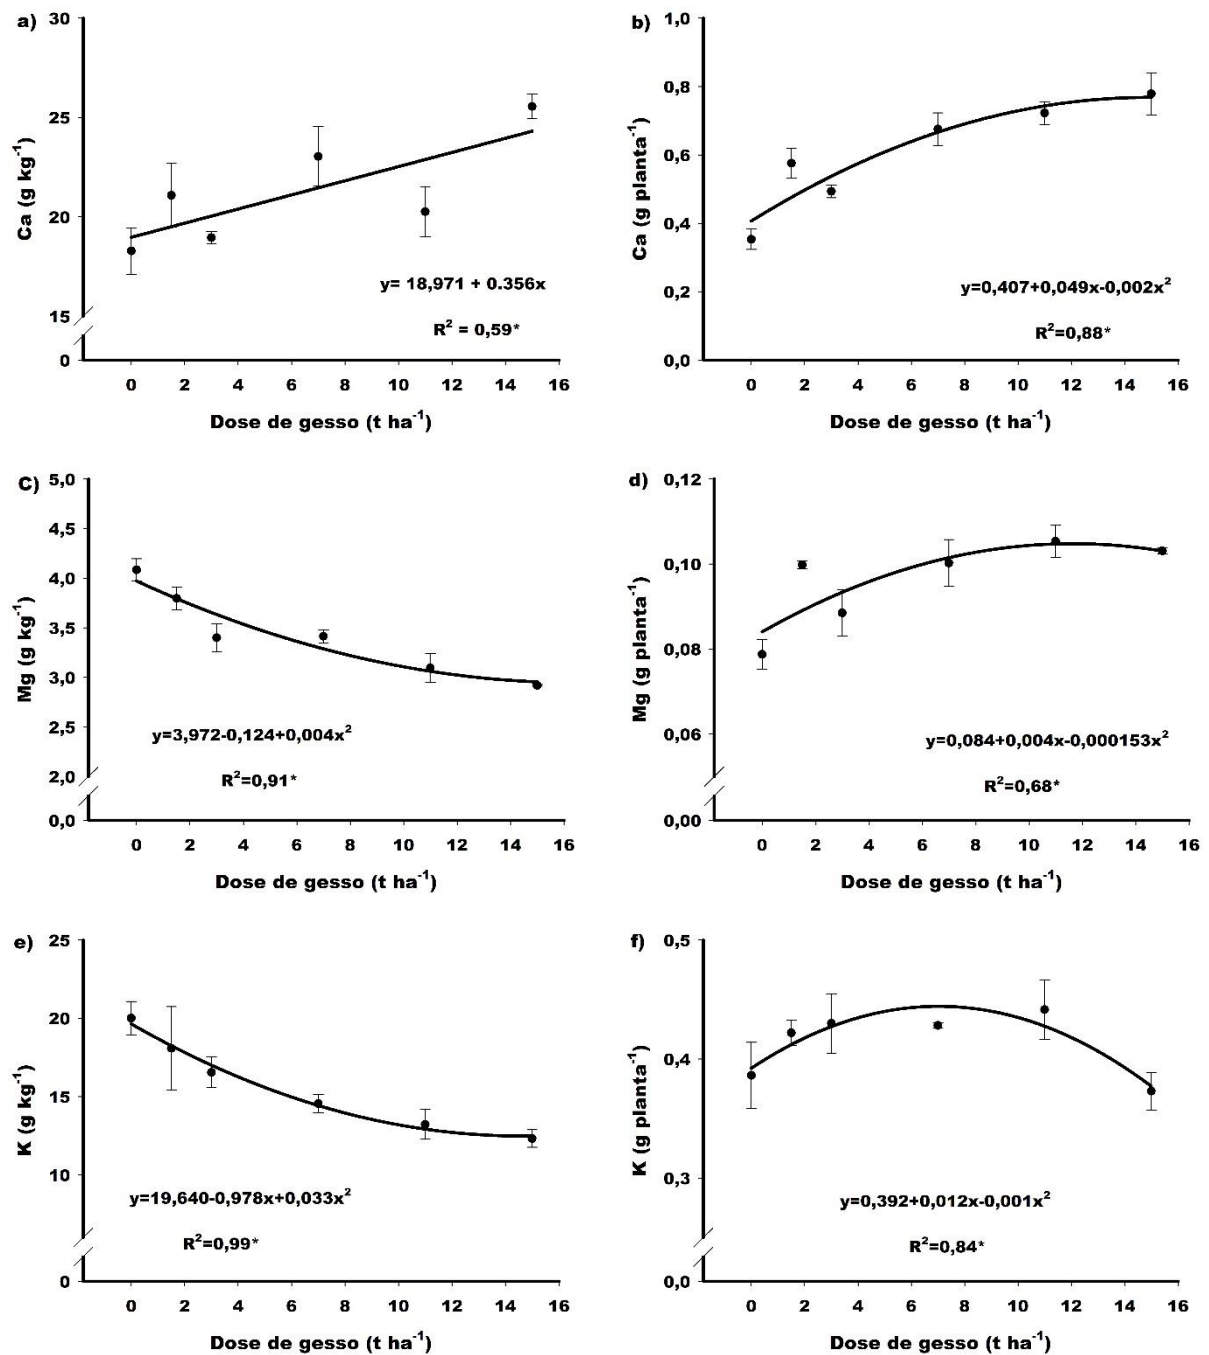 a)
30
25
20
15
0
Ca (g kg⁻¹)
y= 18,971 + 0.356x
R² = 0,59*
0 2 4 6 8 10 12 14 16
Dose de gesso (t ha⁻¹)
b)
1,0
0,8
0,6
0,4
0,2
0,0
Ca (g planta⁻¹)
y=0,407+0,049x-0,002x²
R²=0,88*
0 2 4 6 8 10 12 14 16
Dose de gesso (t ha⁻¹)
C)
5,0
4,5
4,0
3,5
3,0
2,5
2,0
0,0
Mg (g kg⁻¹)
y=3,972-0,124+0,004x²
R²=0,91*
0 2 4 6 8 10 12 14 16
Dose de gesso (t ha⁻¹)
d)
0,12
0,10
0,08
0,06
0,00
Mg (g planta⁻¹)
y=0,084+0,004x-0,000153x²
R²=0,68*
0 2 4 6 8 10 12 14 16
Dose de gesso (t ha⁻¹)
e)
25
20
15
10
0
K (g kg⁻¹)
y=19,640-0,978x+0,033x²
R²=0,99*
0 2 4 6 8 10 12 14 16
Dose de gesso (t ha⁻¹)
f)
0,5
0,4
0,3
0,0
K (g planta⁻¹)
y=0,392+0,012x-0,001x²
R²=0,84*
0 2 4 6 8 10 12 14 16
Dose de gesso (t ha⁻¹)